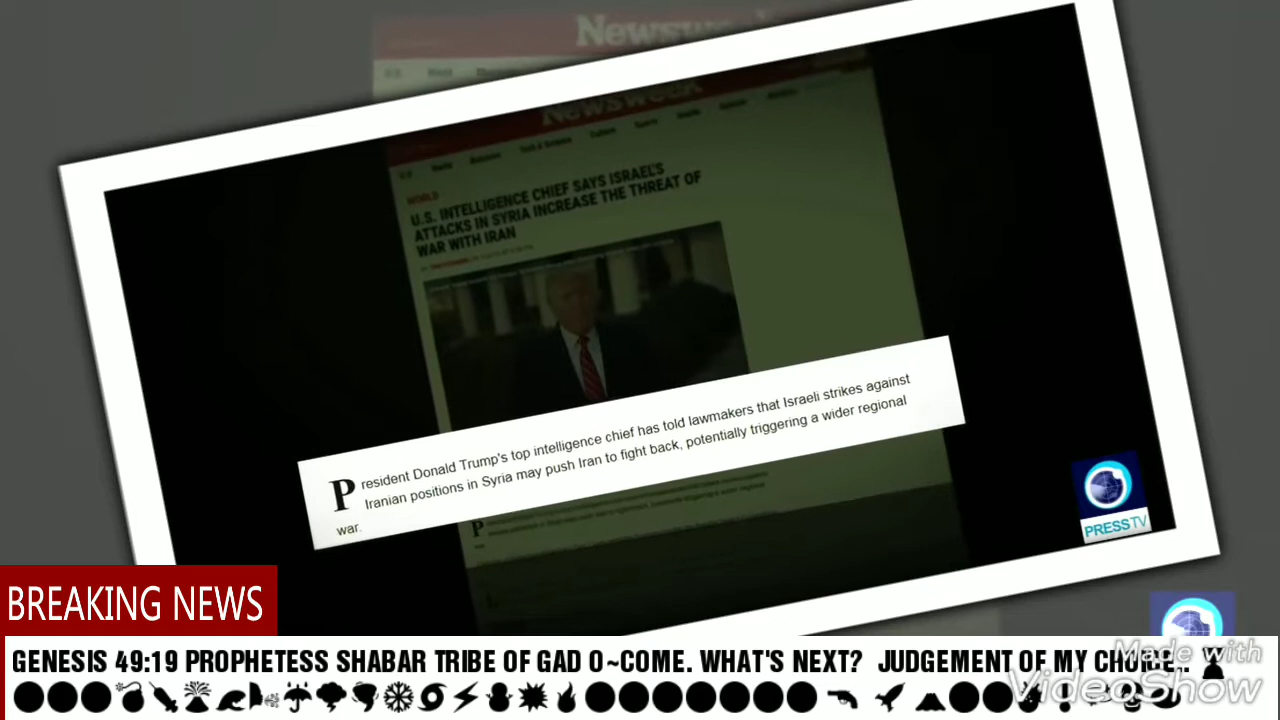 Newsweek
Newsweek
WORLD
U.S. INTELLIGENCE CHIEF SAYS ISRAEL'S
ATTACKS IN SYRIA INCREASE THE THREAT OF
WAR WITH IRAN
President Donald Trump's top intelligence chief has told lawmakers that Israeli strikes against
Iranian positions in Syria may push Iran to fight back, potentially triggering a wider regional
war.
PRESSTV
BREAKING NEWS
GENESIS 49:19 PROPHETESS SHABAR TRIBE OF GAD O~COME. WHAT'S NEXT? JUDGEMENT OF MY
Made with
VideoShow